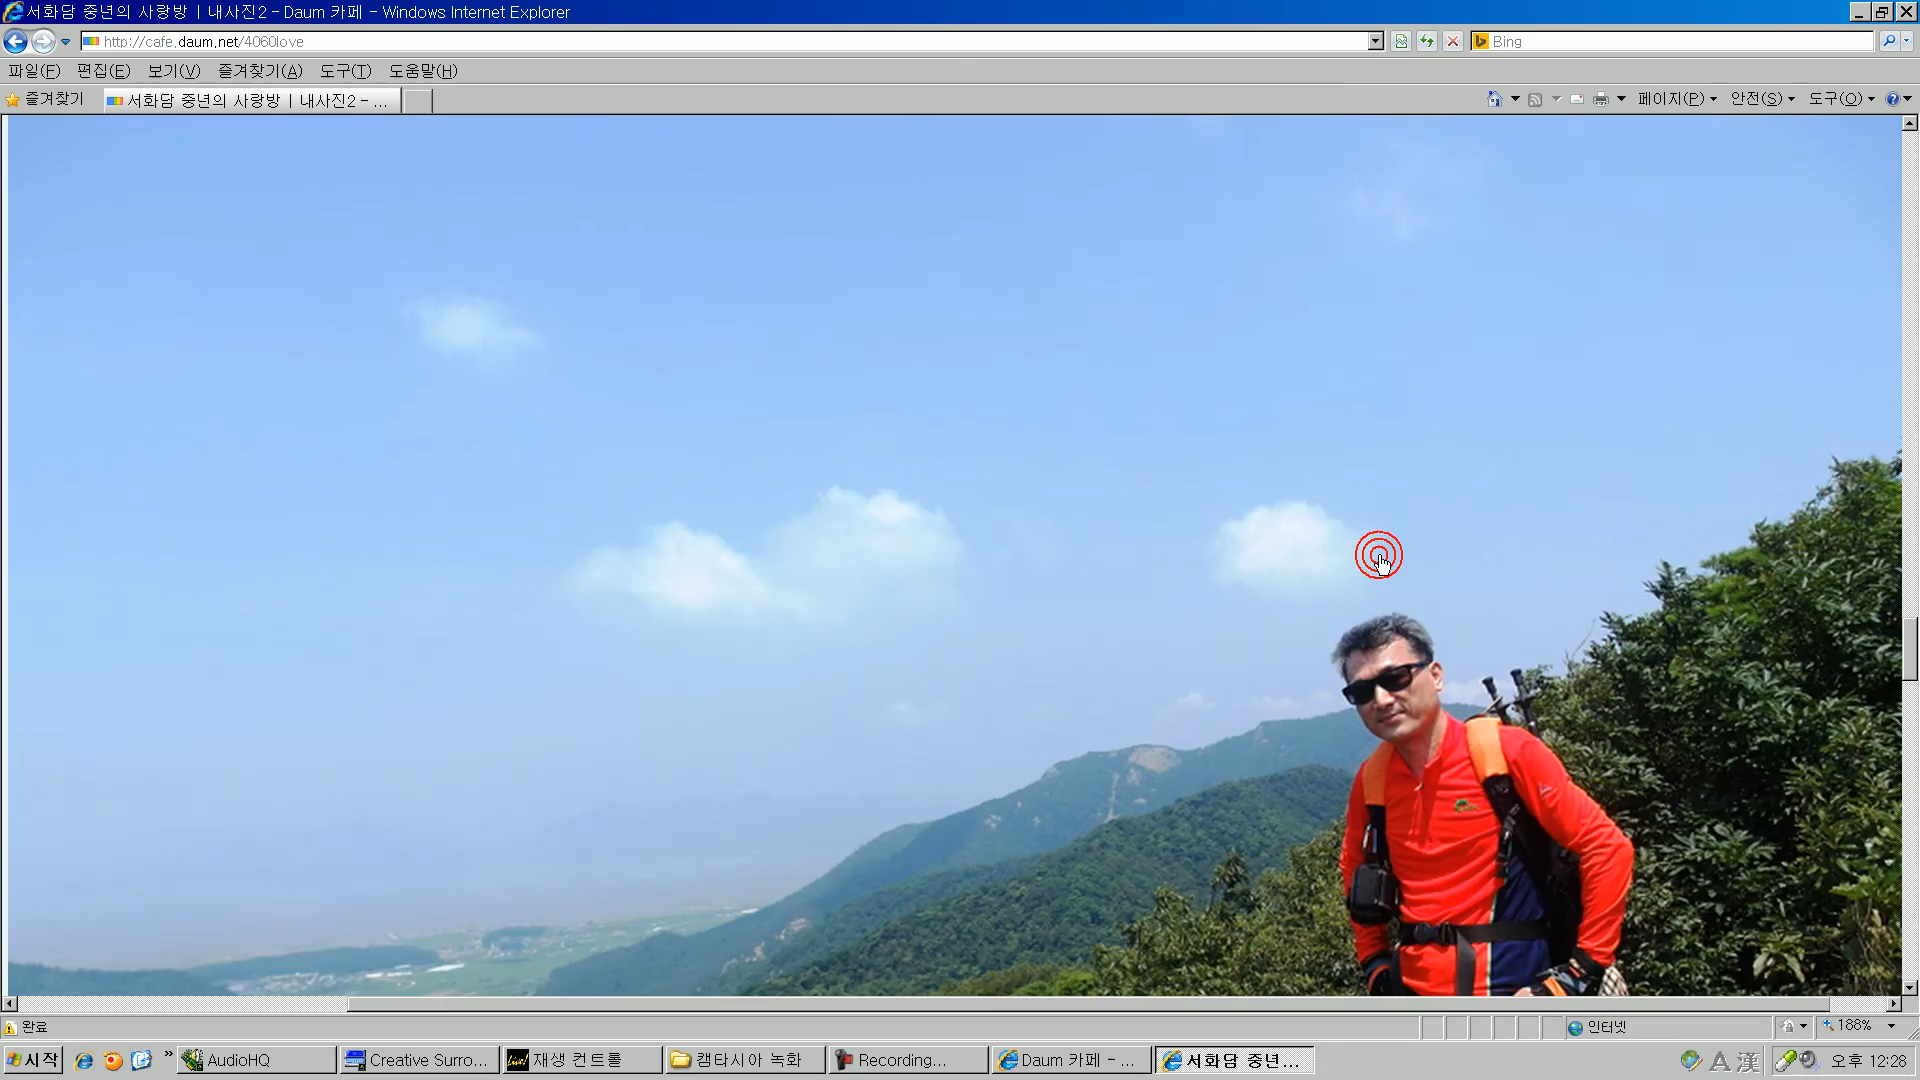 서화담 중년의 사랑방 | 내사진2 - Daum 카페 - Windows Internet Explorer
http://cafe.daum.net/4060love
Bing
파일(F) 편집(E) 보기(V) 즐겨찾기(A) 도구(T) 도움말(H)
즐겨찾기
서화담 중년의 사랑방 | 내사진2 - ...
페이지(P) 안전(S) 도구(O)
완료
인터넷
188%
시작
AudioHQ
Creative Surro...
Live!
재생 컨트롤
캠타시아 녹화
Recording...
Daum 카페 - ...
서화담 중년...
A 漢
오후 12:28